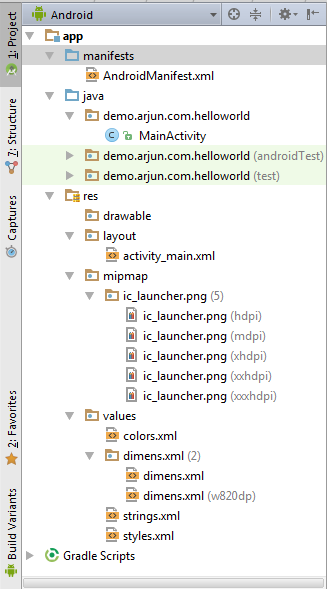 Android
1: Project
7: Structure
Captures
2: Favorites
Build Variants
app
manifests
AndroidManifest.xml
java
demo.arjun.com.helloworld
C MainActivity
demo.arjun.com.helloworld (androidTest)
demo.arjun.com.helloworld (test)
res
drawable
layout
activity_main.xml
mipmap
ic_launcher.png (5)
ic_launcher.png (hdpi)
ic_launcher.png (mdpi)
ic_launcher.png (xhdpi)
ic_launcher.png (xxhdpi)
ic_launcher.png (xxxhdpi)
values
colors.xml
dimens.xml (2)
dimens.xml
dimens.xml (w820dp)
strings.xml
styles.xml
Gradle Scripts